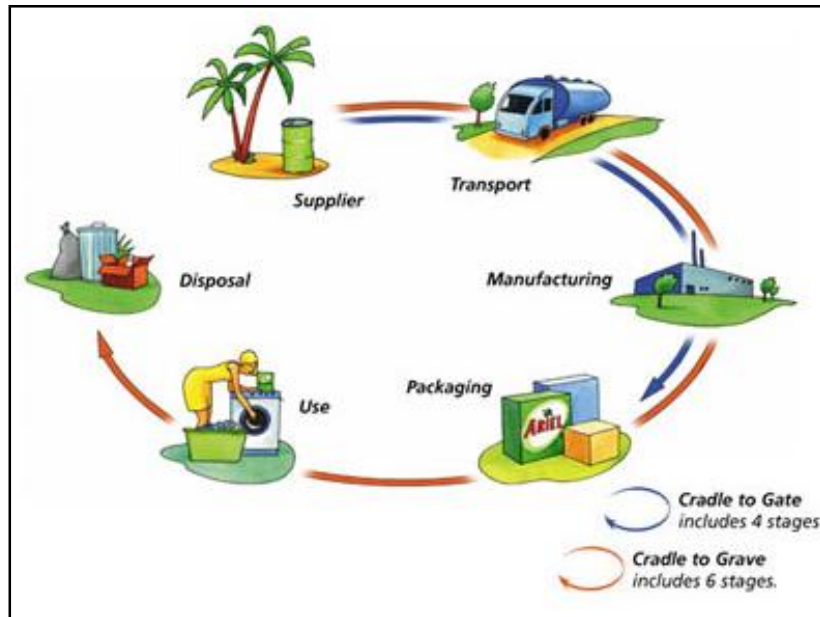 Supplier
Transport
Disposal
Manufacturing
Packaging
Use
ARIEL
Cradle to Gate
includes 4 stages
Cradle to Grave
includes 6 stages.